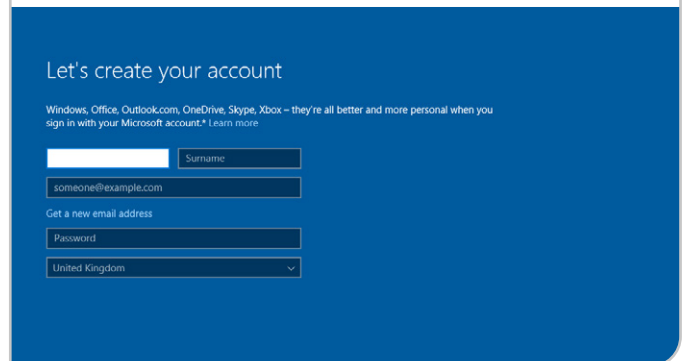 Let's create your account
Windows, Office, Outlook.com, OneDrive, Skype, Xbox – they're all better and more personal when you
sign in with your Microsoft account.* Learn more
Surname
someone@example.com
Get a new email address
Password
United Kingdom